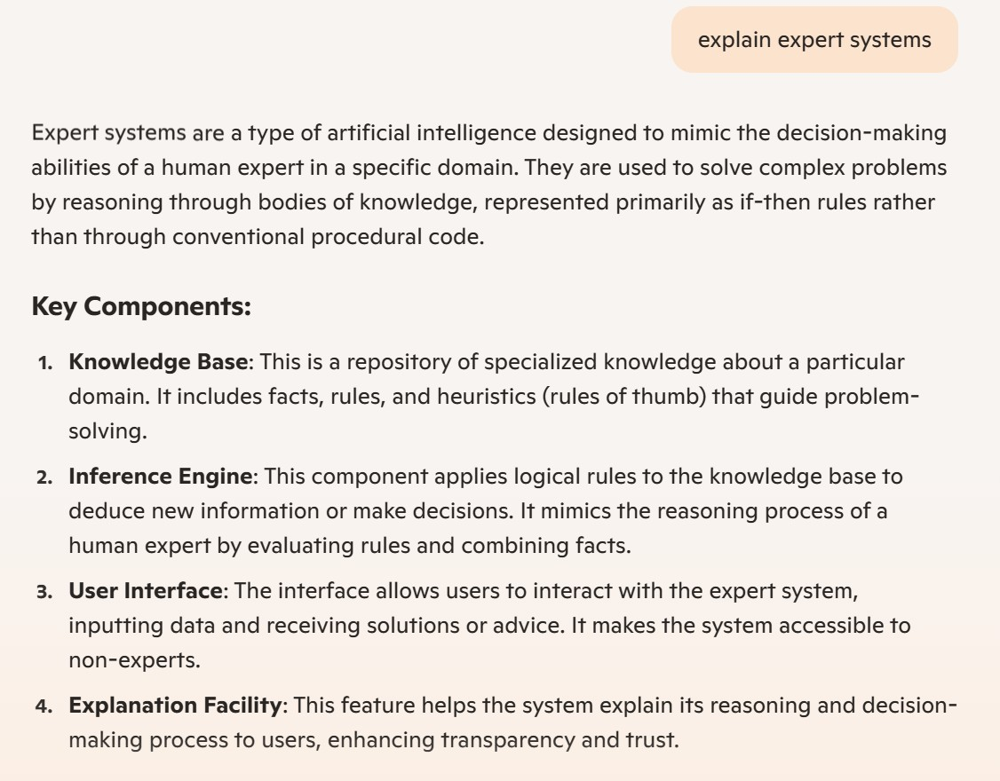 explain expert systems
Expert systems are a type of artificial intelligence designed to mimic the decision-making
abilities of a human expert in a specific domain. They are used to solve complex problems
by reasoning through bodies of knowledge, represented primarily as if-then rules rather
than through conventional procedural code.
Key Components:
1. Knowledge Base: This is a repository of specialized knowledge about a particular
domain. It includes facts, rules, and heuristics (rules of thumb) that guide problem-
solving.
2. Inference Engine: This component applies logical rules to the knowledge base to
deduce new information or make decisions. It mimics the reasoning process of a
human expert by evaluating rules and combining facts.
3. User Interface: The interface allows users to interact with the expert system,
inputting data and receiving solutions or advice. It makes the system accessible to
non-experts.
4. Explanation Facility: This feature helps the system explain its reasoning and decision-
making process to users, enhancing transparency and trust.